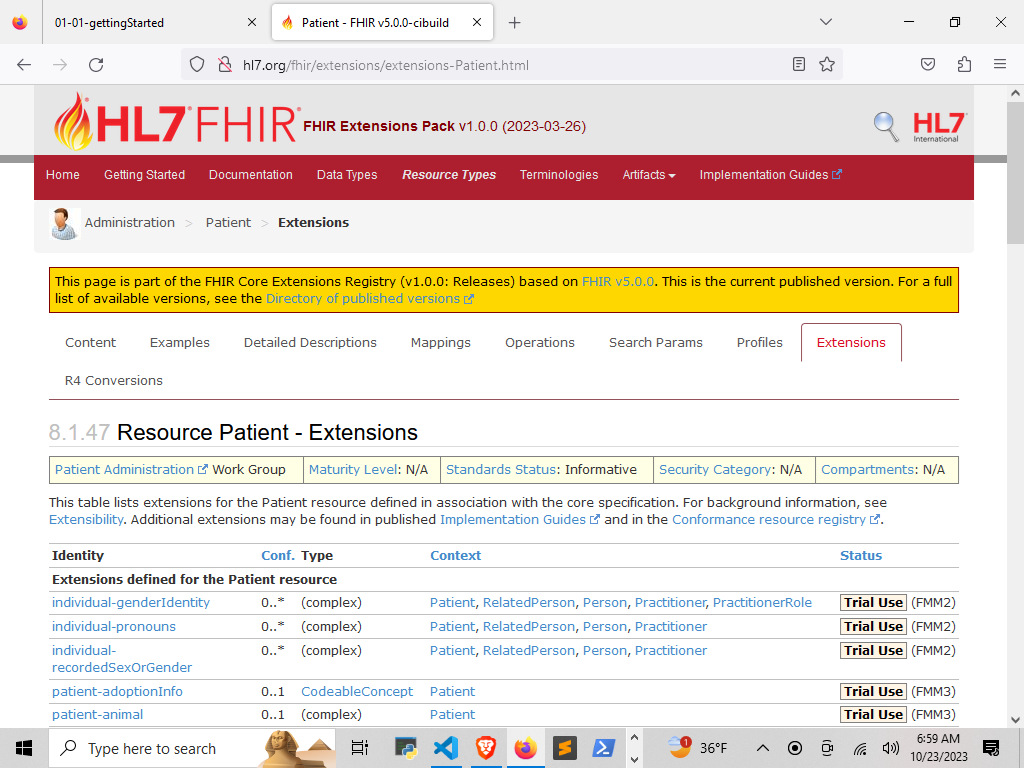 01-01-gettingStarted
Patient - FHIR v5.0.0-cibuild
hl7.org/fhir/extensions/extensions-Patient.html
HL7 FHIR FHIR Extensions Pack v1.0.0 (2023-03-26)
HL7 International
Home Getting Started Documentation Data Types Resource Types Terminologies Artifacts Implementation Guides
Administration > Patient > Extensions
This page is part of the FHIR Core Extensions Registry (v1.0.0: Releases) based on FHIR v5.0.0. This is the current published version. For a full
list of available versions, see the Directory of published versions
Content Examples Detailed Descriptions Mappings Operations Search Params Profiles Extensions
R4 Conversions
8.1.47 Resource Patient - Extensions
Patient Administration Work Group Maturity Level: N/A Standards Status: Informative Security Category: N/A Compartments: N/A
This table lists extensions for the Patient resource defined in association with the core specification. For background information, see
Extensibility. Additional extensions may be found in published Implementation Guides and in the Conformance resource registry.
Identity Conf. Type Context Status
Extensions defined for the Patient resource
individual-genderIdentity 0..* (complex) Patient, RelatedPerson, Person, Practitioner, PractitionerRole Trial Use (FMM2)
individual-pronouns 0..* (complex) Patient, RelatedPerson, Person, Practitioner Trial Use (FMM2)
individual- 0..* (complex) Patient, RelatedPerson, Person, Practitioner Trial Use (FMM2)
recordedSexOrGender
patient-adoptionInfo 0..1 CodeableConcept Patient Trial Use (FMM3)
patient-animal 0..1 (complex) Patient Trial Use (FMM3)
Type here to search
1
36°F
6:59 AM
10/23/2023